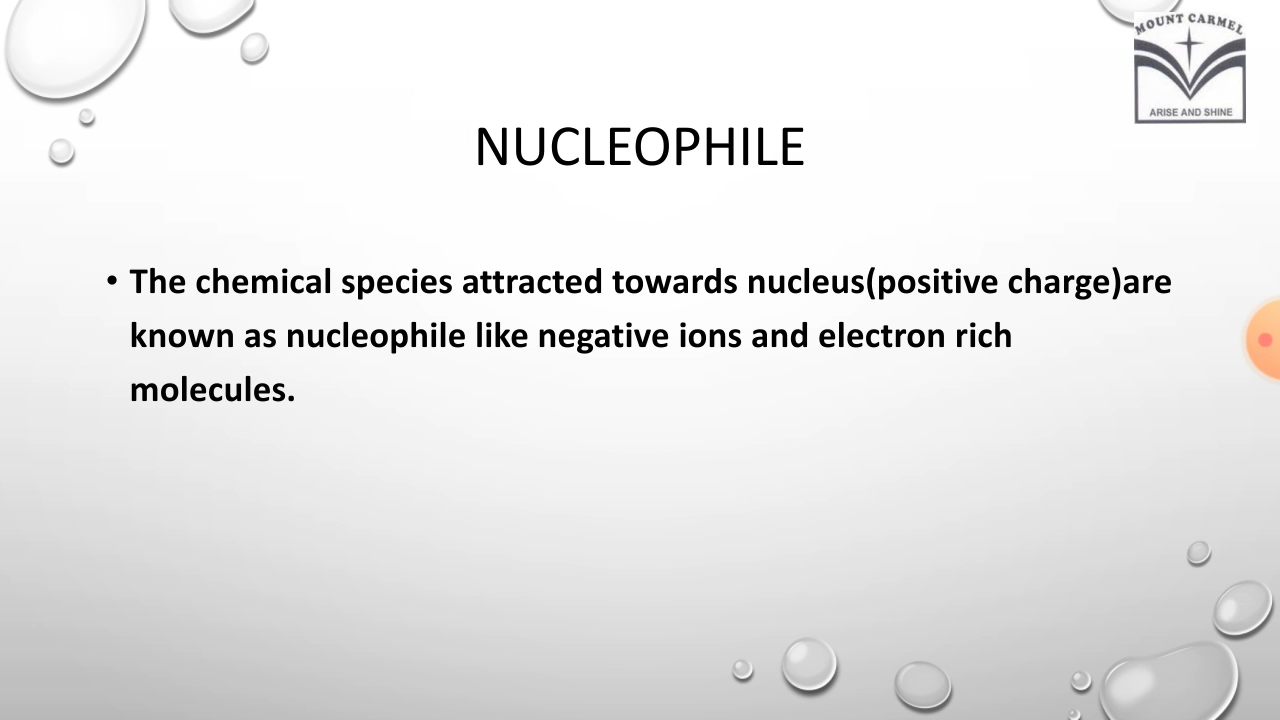 MOUNT CARMEL
ARISE AND SHINE
NUCLEOPHILE
• The chemical species attracted towards nucleus(positive charge)are
known as nucleophile like negative ions and electron rich
molecules.